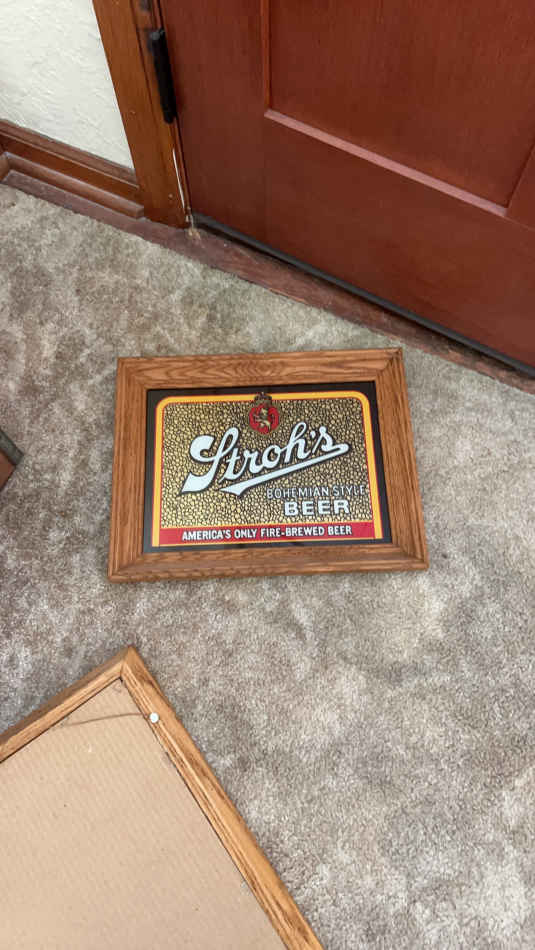 Stroh's
BOHEMIAN STYLE
BEER
AMERICA'S ONLY FIRE-BREWED BEER